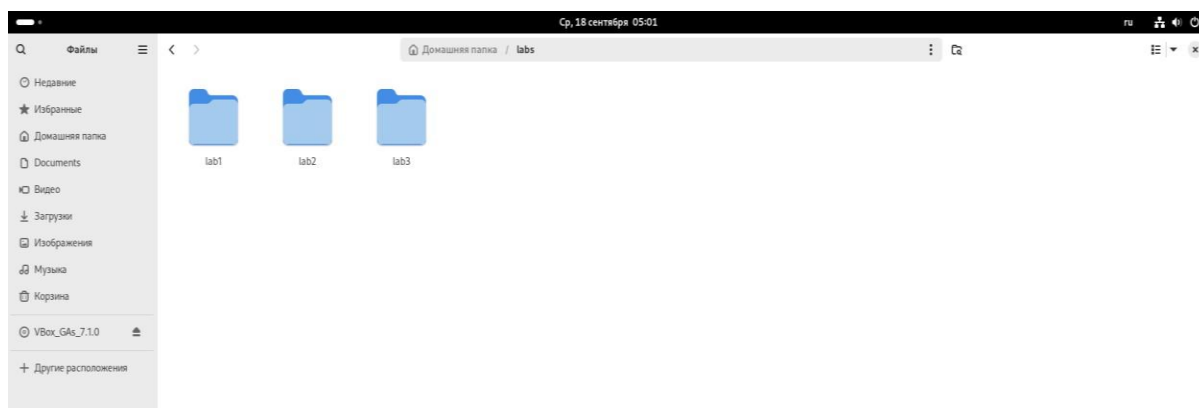 Ср, 18 сентября 05:01
ru
Файлы
Домашняя папка / labs
Недавние
Избранные
Домашняя папка
Documents
Видео
Загрузки
Изображения
Музыка
Корзина
VBox_GAs_7.1.0
+ Другие расположения
lab1 lab2 lab3